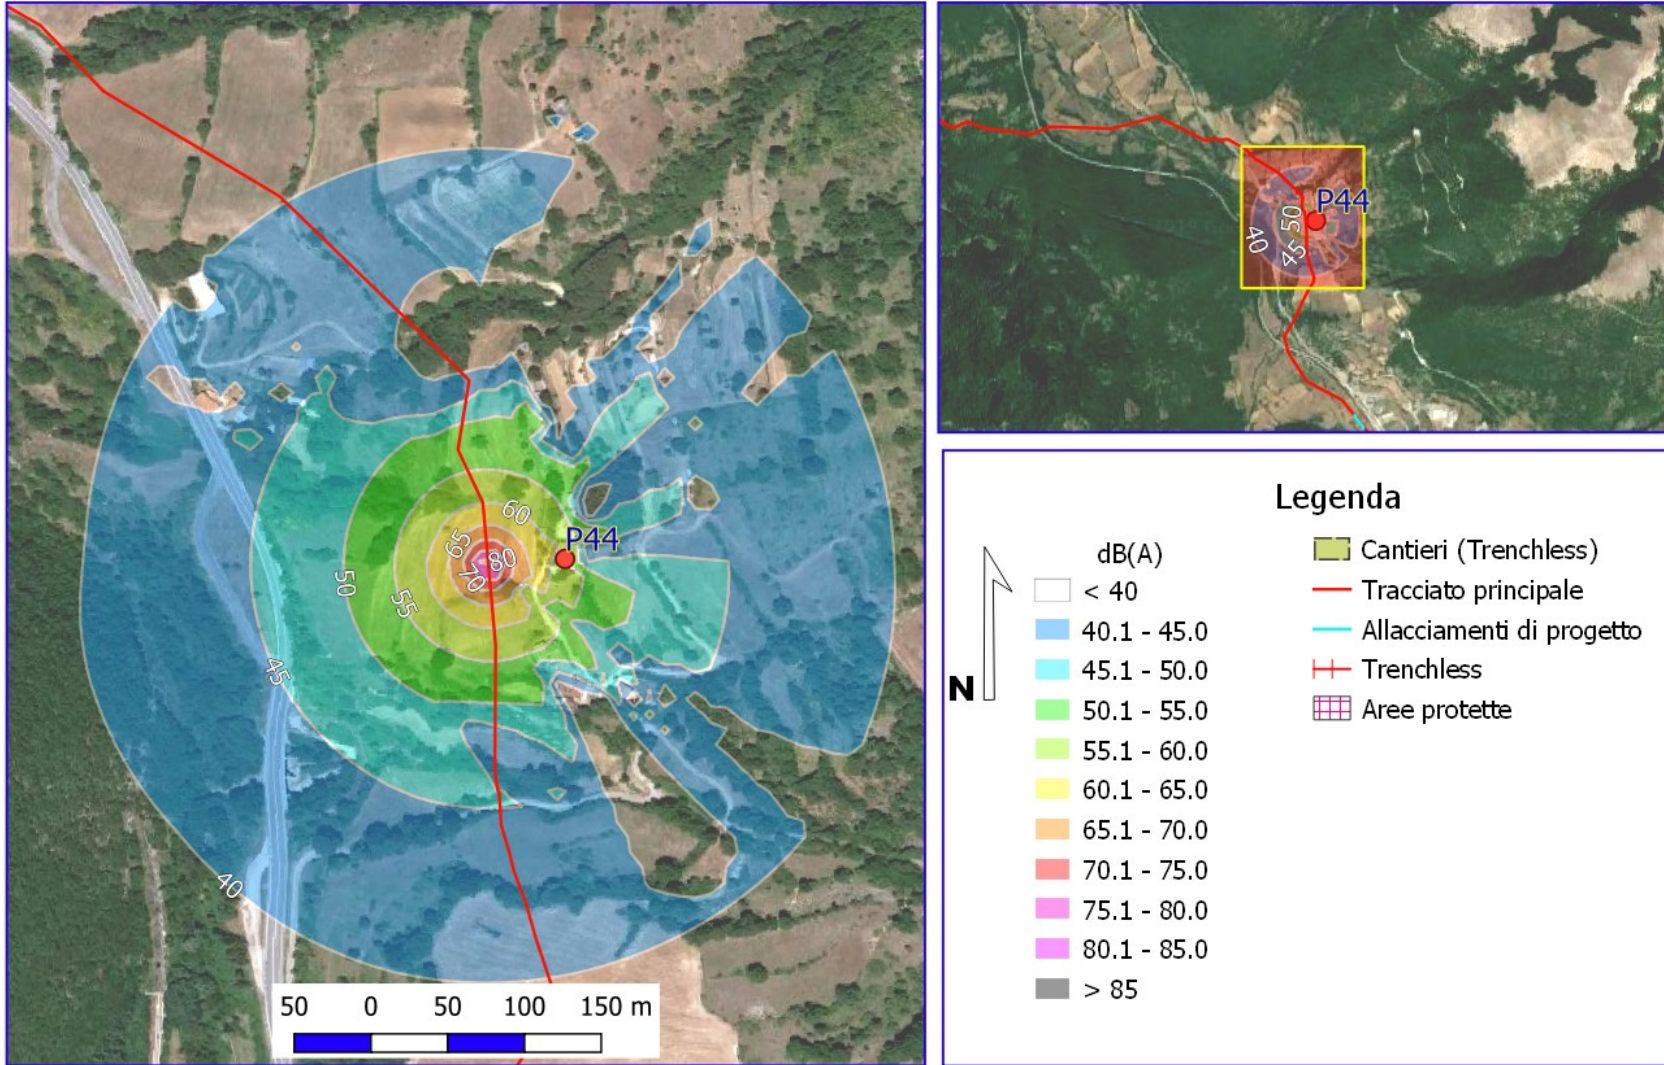 60
65
80
P44
70
50
55
45
40
50 0 50 100 150 m
P44
50
40
45
Legenda
dB(A)
< 40
40.1 - 45.0
45.1 - 50.0
50.1 - 55.0
55.1 - 60.0
60.1 - 65.0
65.1 - 70.0
70.1 - 75.0
75.1 - 80.0
80.1 - 85.0
> 85
N
Cantieri (Trenchless)
Tracciato principale
Allacciamenti di progetto
Trenchless
Aree protette